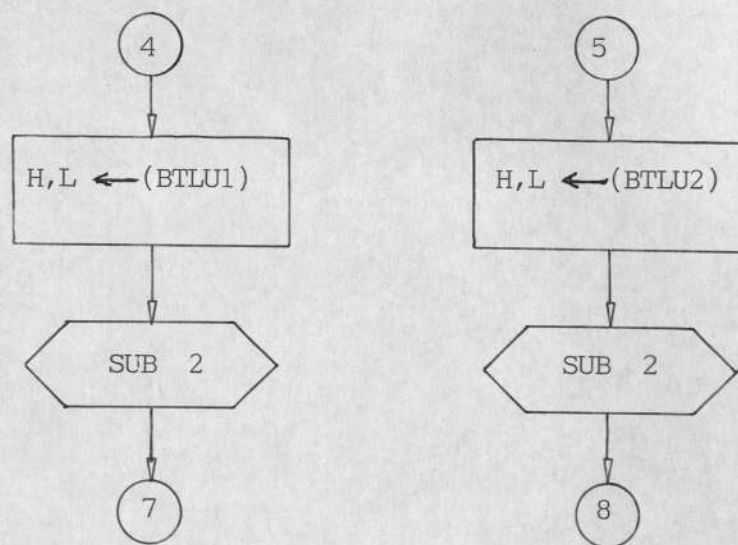 4
H,L ← (BTLU1)
SUB 2
7
5
H,L ← (BTLU2)
SUB 2
8